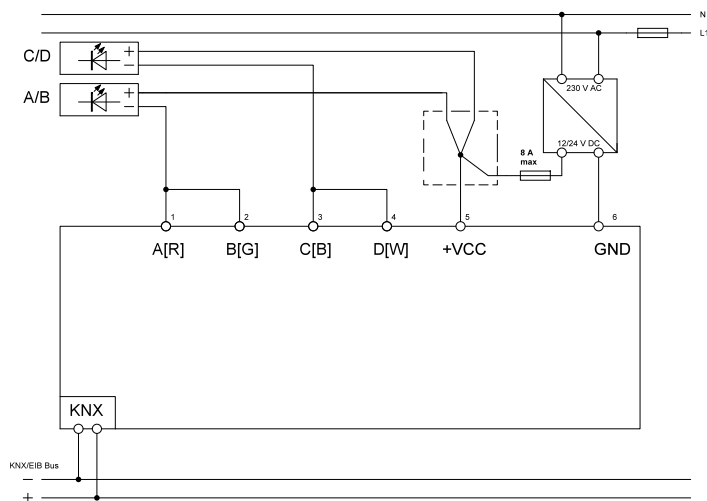 N
L1
C/D
+
−
A/B
+
−
230 V AC
12/24 V DC
8 A
max
1 2 3 4 5 6
A[R] B[G] C[B] D[W] +VCC GND
KNX
KNX/EIB Bus
−
+